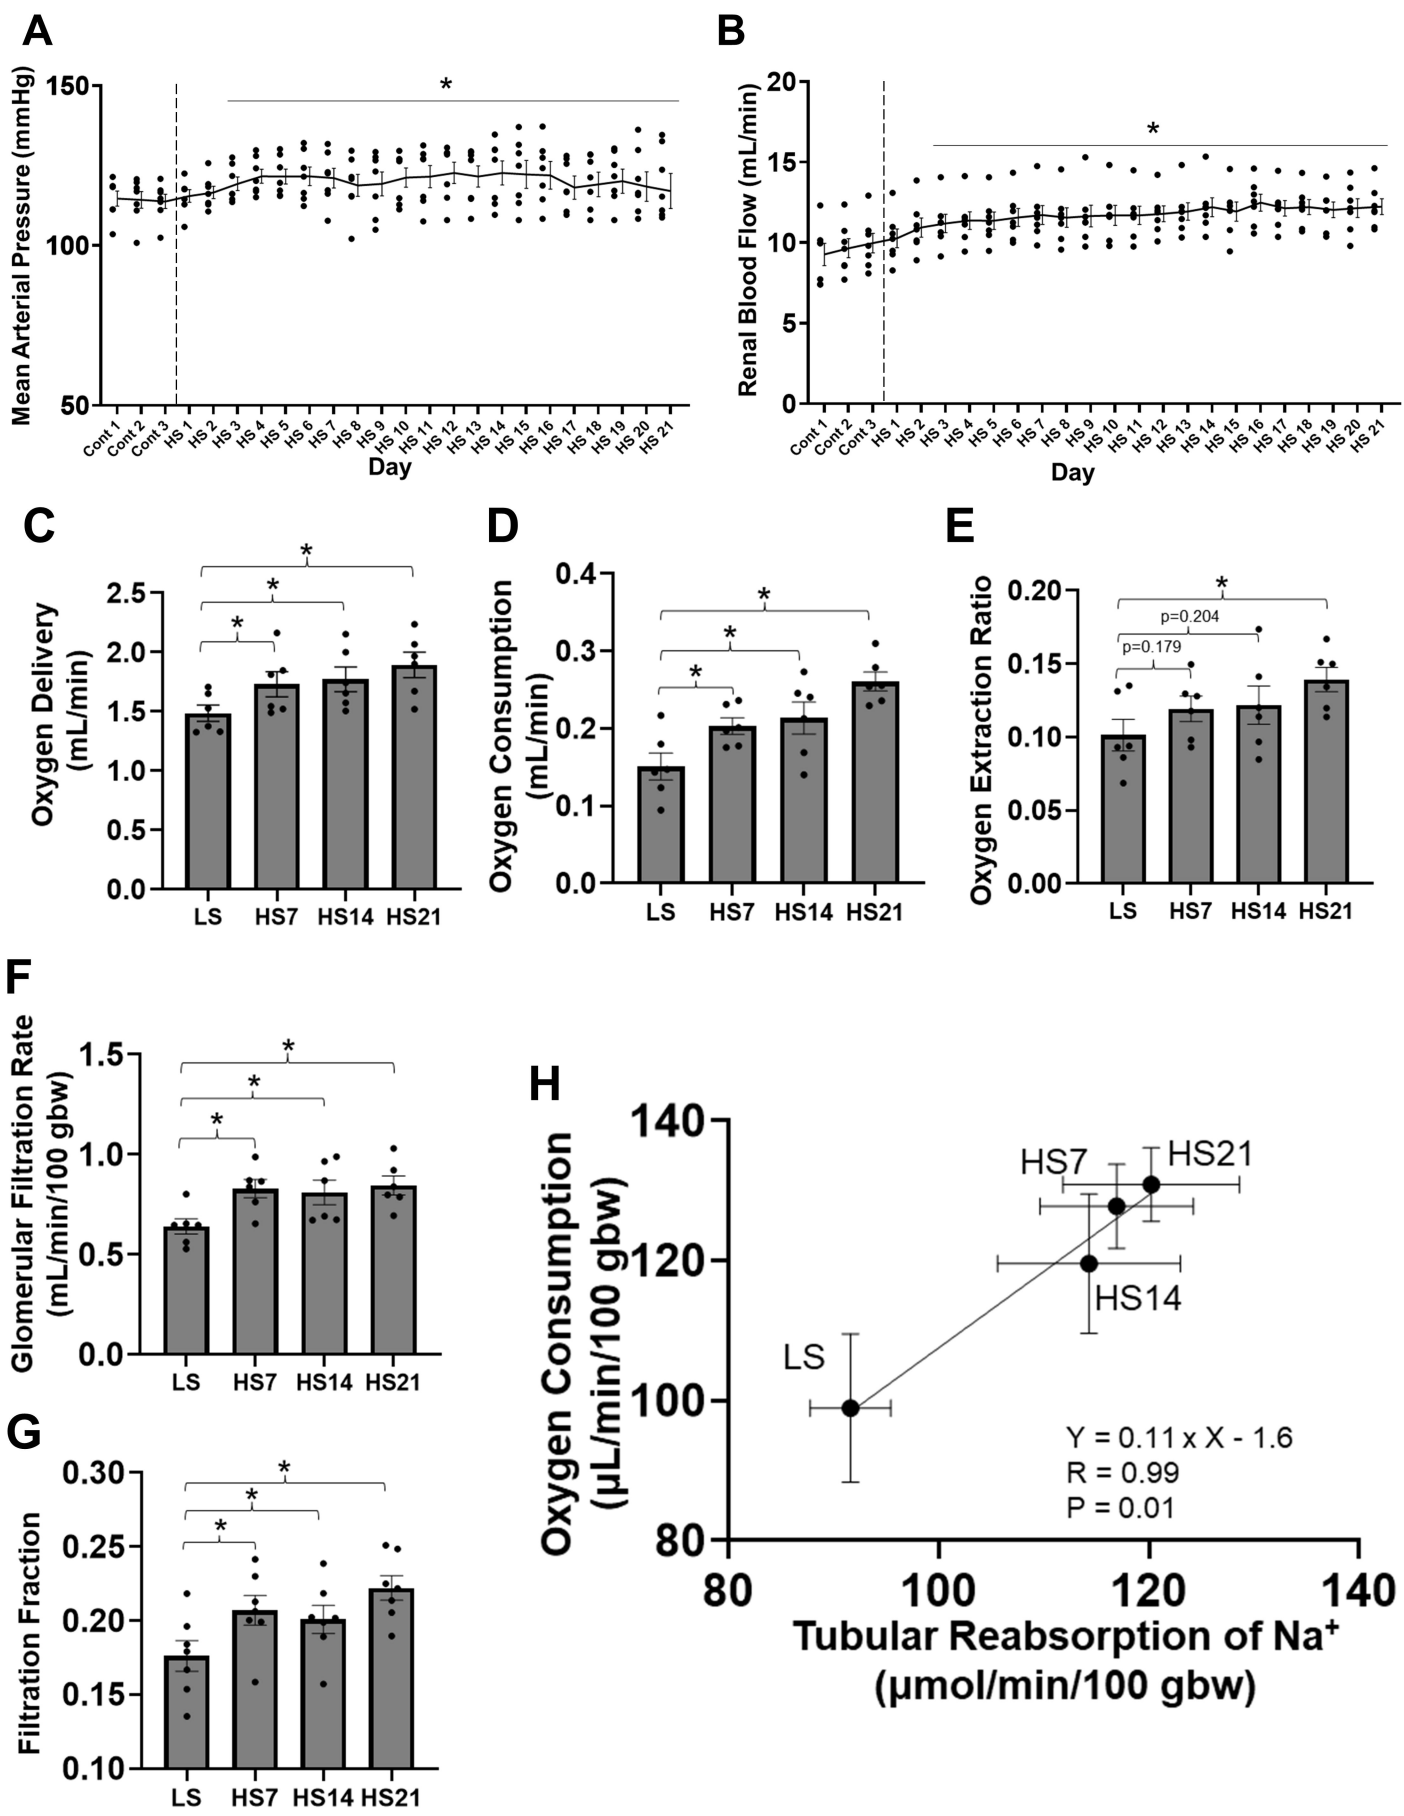 A
Mean Arterial Pressure (mmHg)
150
100
50
*
Cont 1
Cont 2
Cont 3
HS 1
HS 2
HS 3
HS 4
HS 5
HS 6
HS 7
HS 8
HS 9
HS 10
HS 11
HS 12
HS 13
HS 14
HS 15
HS 16
HS 17
HS 18
HS 19
HS 20
HS 21
Day
B
Renal Blood Flow (mL/min)
20
15
10
5
0
*
Cont 1
Cont 2
Cont 3
HS 1
HS 2
HS 3
HS 4
HS 5
HS 6
HS 7
HS 8
HS 9
HS 10
HS 11
HS 12
HS 13
HS 14
HS 15
HS 16
HS 17
HS 18
HS 19
HS 20
HS 21
Day
C
Oxygen Delivery
(mL/min)
2.5
2.0
1.5
1.0
0.5
0.0
*
*
*
LS
HS7
HS14
HS21
D
Oxygen Consumption
(mL/min)
0.4
0.3
0.2
0.1
0.0
*
*
*
LS
HS7
HS14
HS21
E
Oxygen Extraction Ratio
0.20
0.15
0.10
0.05
0.00
*
p=0.204
p=0.179
LS
HS7
HS14
HS21
F
Glomerular Filtration Rate
(mL/min/100 gbw)
1.5
1.0
0.5
0.0
*
*
*
LS
HS7
HS14
HS21
G
Filtration Fraction
0.30
0.25
0.20
0.15
0.10
*
*
*
LS
HS7
HS14
HS21
H
Oxygen Consumption
(µL/min/100 gbw)
140
120
100
80
HS7
HS21
HS14
LS
Y = 0.11 x X - 1.6
R = 0.99
P = 0.01
80
100
120
140
Tubular Reabsorption of Na⁺
(µmol/min/100 gbw)